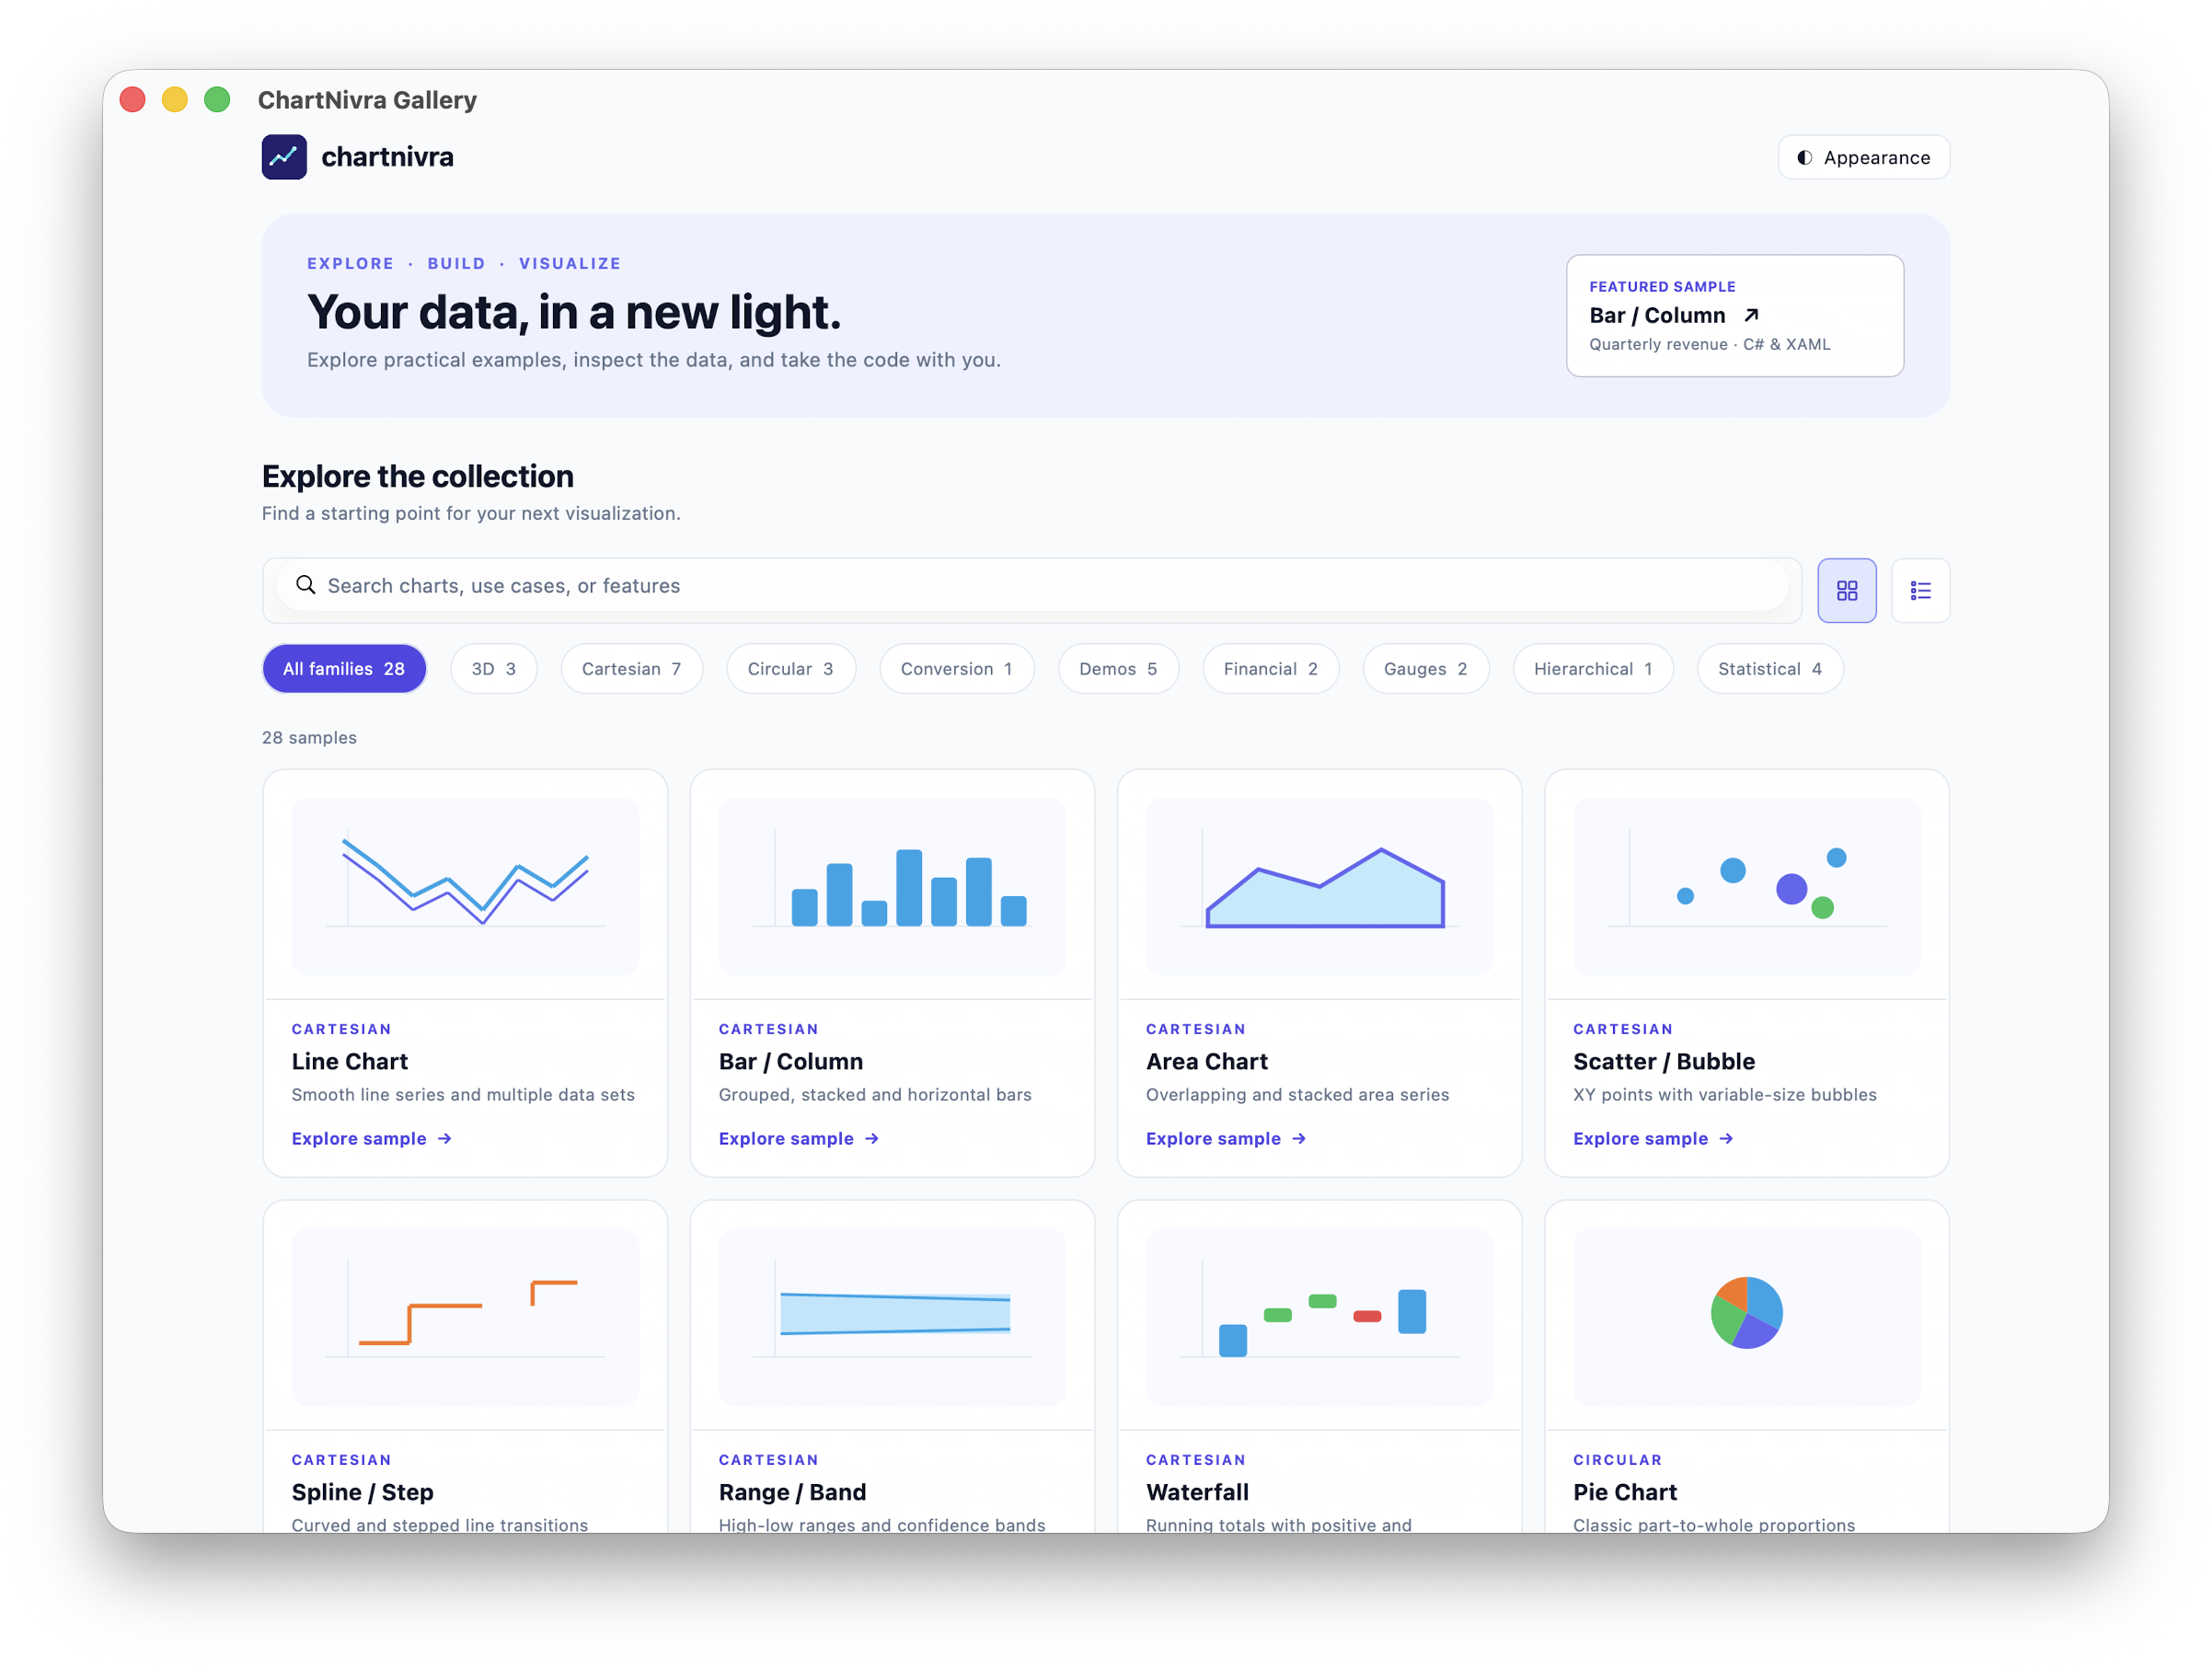 ChartNivra Gallery
chartnivra
Appearance
EXPLORE · BUILD · VISUALIZE
Your data, in a new light.
Explore practical examples, inspect the data, and take the code with you.
FEATURED SAMPLE
Bar / Column ↗
Quarterly revenue · C# & XAML
Explore the collection
Find a starting point for your next visualization.
Search charts, use cases, or features
All families 28
3D 3
Cartesian 7
Circular 3
Conversion 1
Demos 5
Financial 2
Gauges 2
Hierarchical 1
Statistical 4
28 samples
CARTESIAN
Line Chart
Smooth line series and multiple data sets
Explore sample →
CARTESIAN
Bar / Column
Grouped, stacked and horizontal bars
Explore sample →
CARTESIAN
Area Chart
Overlapping and stacked area series
Explore sample →
CARTESIAN
Scatter / Bubble
XY points with variable-size bubbles
Explore sample →
CARTESIAN
Spline / Step
Curved and stepped line transitions
CARTESIAN
Range / Band
High-low ranges and confidence bands
CARTESIAN
Waterfall
Running totals with positive and
CIRCULAR
Pie Chart
Classic part-to-whole proportions